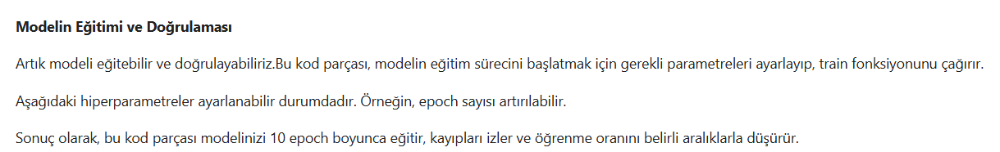 Modelin Eğitimi ve Doğrulaması
Artık modeli eğitebilir ve doğrulayabiliriz.Bu kod parçası, modelin eğitim sürecini başlatmak için gerekli parametreleri ayarlayıp, train fonksiyonunu çağırır.
Aşağıdaki hiperparametreler ayarlanabilir durumdadır. Örneğin, epoch sayısı artırılabilir.
Sonuç olarak, bu kod parçası modelinizi 10 epoch boyunca eğitir, kayıpları izler ve öğrenme oranını belirli aralıklarla düşürür.